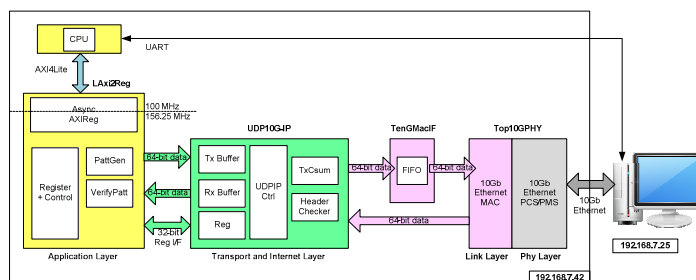 CPU
UART
AXI4Lite
LAxi2Reg
Async
AXIReg
100 MHz
156.25 MHz
Register
+ Control
PattGen
VerifyPatt
Application Layer
64-bit data
64-bit data
32-bit
Reg I/F
UDP10G-IP
Tx Buffer
Rx Buffer
Reg
UDPIP
Ctrl
TxCsum
Header
Checker
Transport and Internet Layer
64-bit data
TenGMacIF
FIFO
64-bit data
64-bit data
Top10GPHY
10Gb
Ethernet
MAC
10Gb
Ethernet
PCS/PMS
Link Layer
Phy Layer
10Gb
Ethernet
192.168.7.25
192.168.7.42